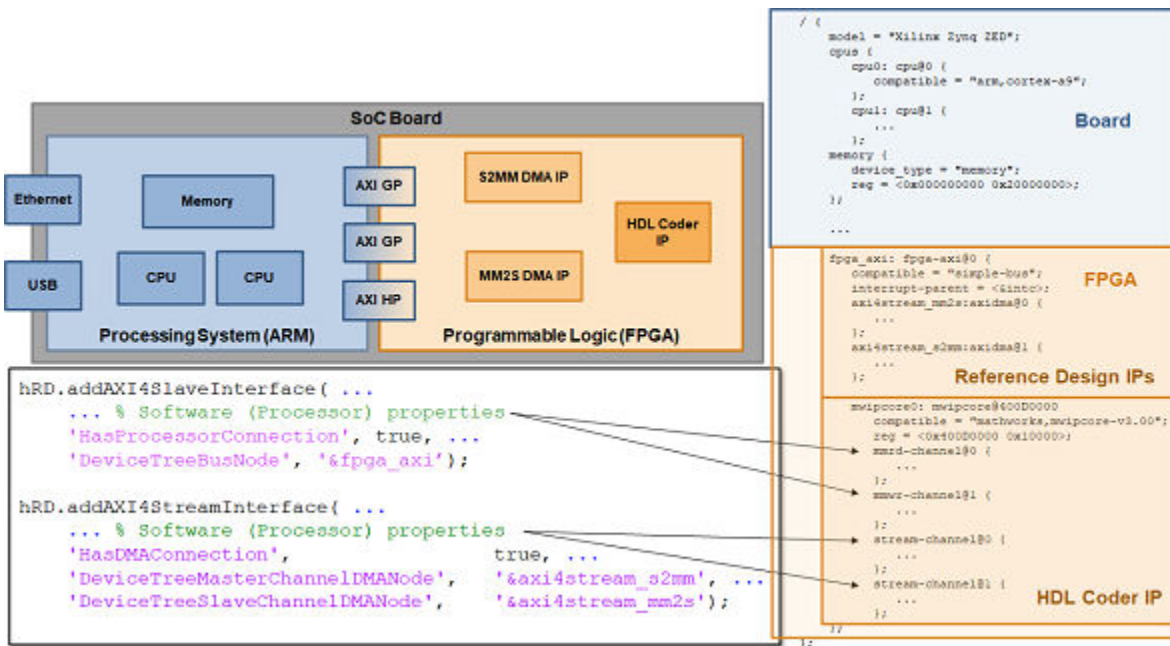 SoC Board
Ethernet
USB
Memory
CPU
CPU
Processing System (ARM)
AXI GP
AXI GP
AXI HP
S2MM DMA IP
MM2S DMA IP
HDL Coder
IP
Programmable Logic (FPGA)
hRD.addAXI4SlaveInterface( ...
... % Software (Processor) properties
'HasProcessorConnection', true, ...
'DeviceTreeBusNode', '&fpga_axi');
hRD.addAXI4StreamInterface( ...
... % Software (Processor) properties
'HasDMAConnection', true, ...
'DeviceTreeMasterChannelDMANode', '&axi4stream_s2mm', ...
'DeviceTreeSlaveChannelDMANode', '&axi4stream_mm2s');
/ {
model = "Xilinx Zynq ZED";
cpus {
cpu0: cpu@0 {
compatible = "arm,cortex-a9";
};
cpu1: cpu@1 {
...
};
memory {
device_type = "memory";
reg = <0x000000000 0x20000000>;
};
...
Board
fpga_axi: fpga-axi@0 {
compatible = "simple-bus";
interrupt-parent = <&intc>;
axi4stream_mm2s:axidma@0 {
...
};
axi4stream_s2mm:axidma@1 {
...
};
FPGA
Reference Design IPs
mwipcore0: mwipcore@400D0000
compatible = "mathworks,mwipcore-v3.00";
reg = <0x400D0000 0x10000>;
mmrd-channel@0 {
...
};
mmwr-channel@1 {
...
};
stream-channel@0 {
...
};
stream-channel@1 {
...
};
HDL Coder IP
};
};
};